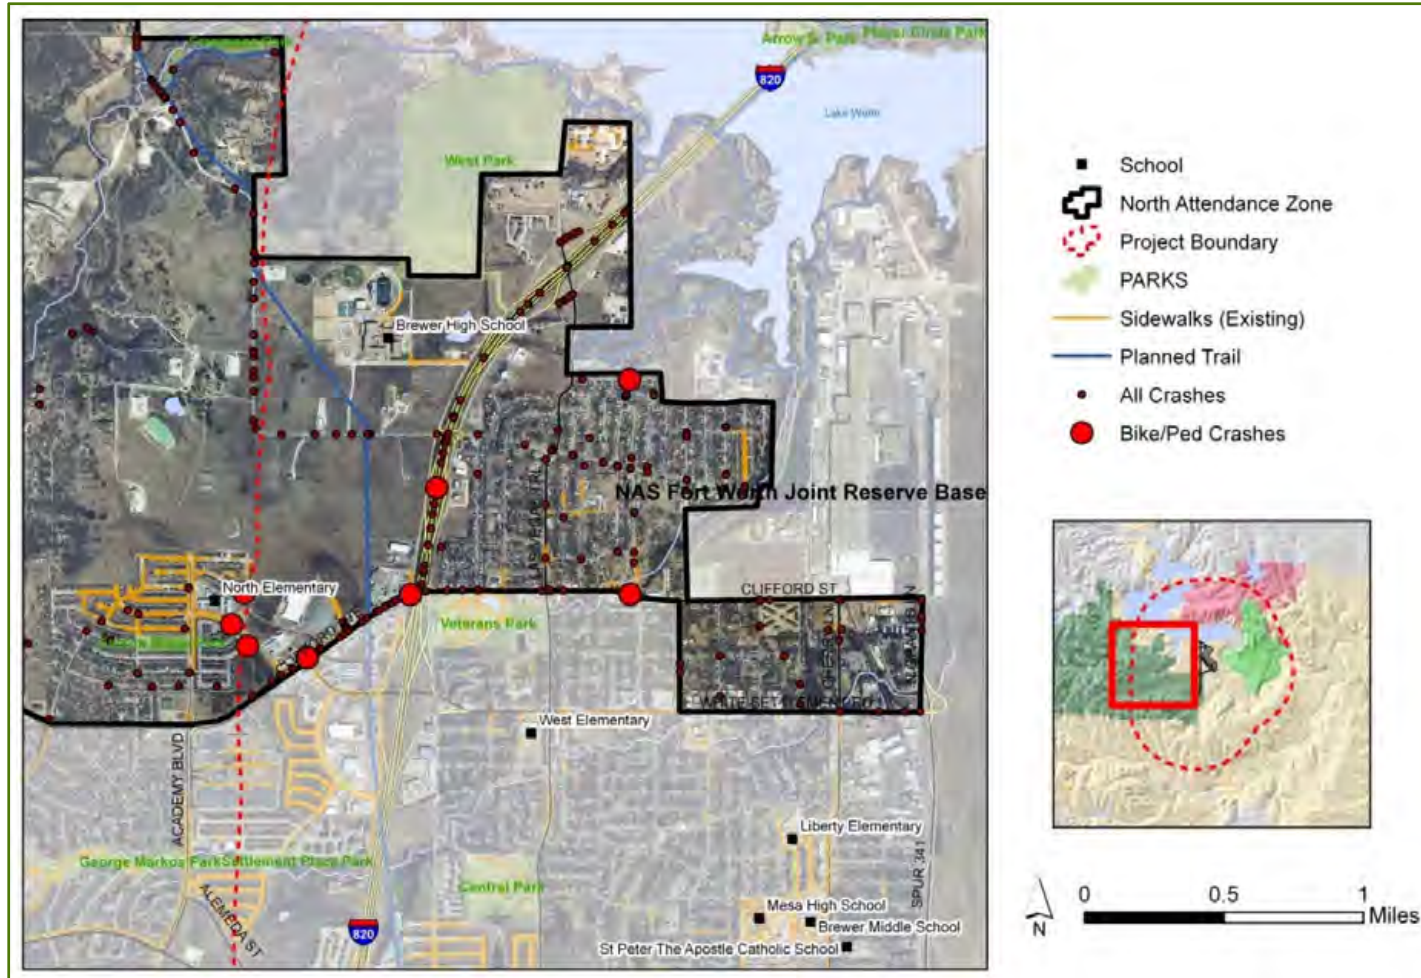 Arrow S. Park
820
Lake Worth
West Park
School
North Attendance Zone
Project Boundary
PARKS
Sidewalks (Existing)
Planned Trail
All Crashes
Bike/Ped Crashes
Brewer High School
NAS Fort Worth Joint Reserve Base
North Elementary
CLIFFORD ST
Veterans Park
West Elementary
ACADEMY BLVD
Liberty Elementary
SPUR 341
George Markos Park
Settlement Place Park
Central Park
ALEMEDA ST
Mesa High School
Brewer Middle School
820
St Peter The Apostle Catholic School
N
0 0.5 1
Miles